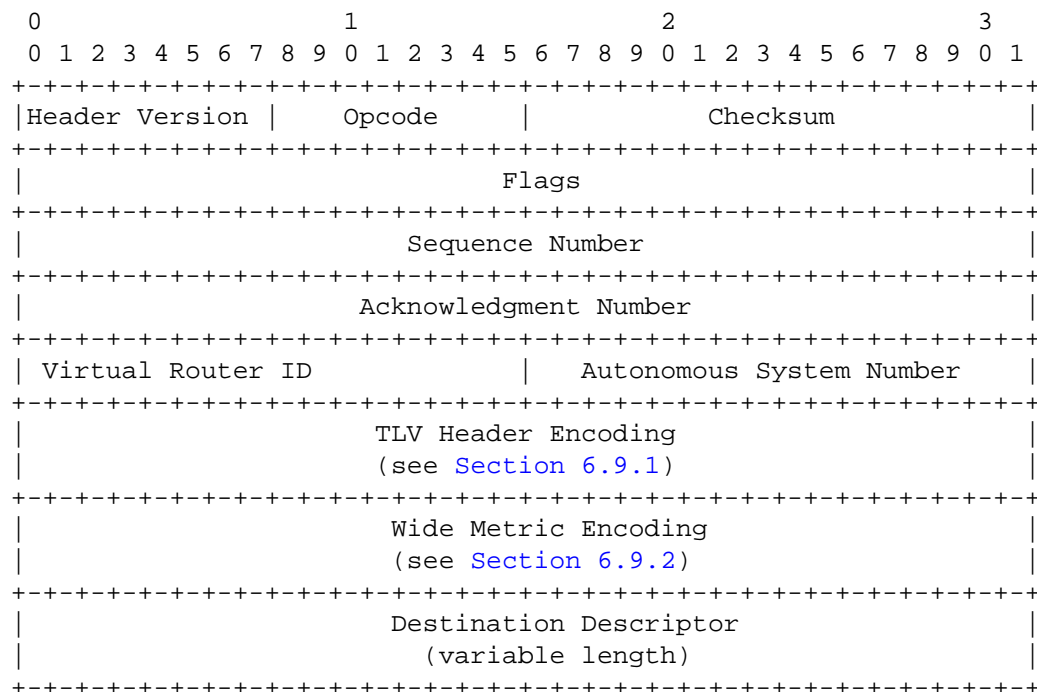 0                   1                   2                   3
 0 1 2 3 4 5 6 7 8 9 0 1 2 3 4 5 6 7 8 9 0 1 2 3 4 5 6 7 8 9 0 1
+-+-+-+-+-+-+-+-+-+-+-+-+-+-+-+-+-+-+-+-+-+-+-+-+-+-+-+-+-+-+-+-+
|Header Version |    Opcode     |           Checksum            |
+-+-+-+-+-+-+-+-+-+-+-+-+-+-+-+-+-+-+-+-+-+-+-+-+-+-+-+-+-+-+-+-+
|                              Flags                            |
+-+-+-+-+-+-+-+-+-+-+-+-+-+-+-+-+-+-+-+-+-+-+-+-+-+-+-+-+-+-+-+-+
|                        Sequence Number                        |
+-+-+-+-+-+-+-+-+-+-+-+-+-+-+-+-+-+-+-+-+-+-+-+-+-+-+-+-+-+-+-+-+
|                     Acknowledgment Number                     |
+-+-+-+-+-+-+-+-+-+-+-+-+-+-+-+-+-+-+-+-+-+-+-+-+-+-+-+-+-+-+-+-+
| Virtual Router ID             |   Autonomous System Number    |
+-+-+-+-+-+-+-+-+-+-+-+-+-+-+-+-+-+-+-+-+-+-+-+-+-+-+-+-+-+-+-+-+
|                      TLV Header Encoding                      |
|                      (see Section 6.9.1)                      |
+-+-+-+-+-+-+-+-+-+-+-+-+-+-+-+-+-+-+-+-+-+-+-+-+-+-+-+-+-+-+-+-+
|                       Wide Metric Encoding                    |
|                       (see Section 6.9.2)                     |
+-+-+-+-+-+-+-+-+-+-+-+-+-+-+-+-+-+-+-+-+-+-+-+-+-+-+-+-+-+-+-+-+
|                       Destination Descriptor                  |
|                         (variable length)                     |
+-+-+-+-+-+-+-+-+-+-+-+-+-+-+-+-+-+-+-+-+-+-+-+-+-+-+-+-+-+-+-+-+